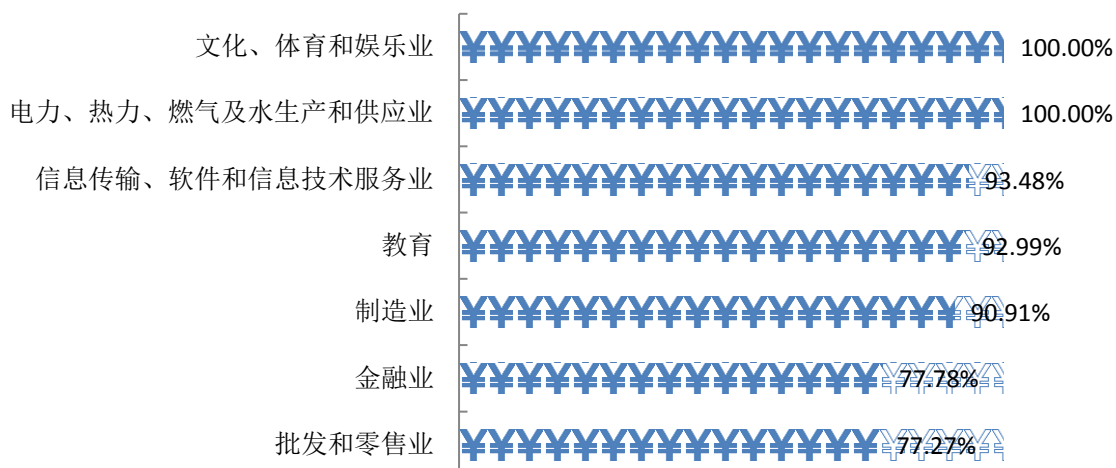 文化、体育和娱乐业 100.00%
电力、热力、燃气及水生产和供应业 100.00%
信息传输、软件和信息技术服务业 93.48%
教育 92.99%
制造业 90.91%
金融业 77.78%
批发和零售业 77.27%